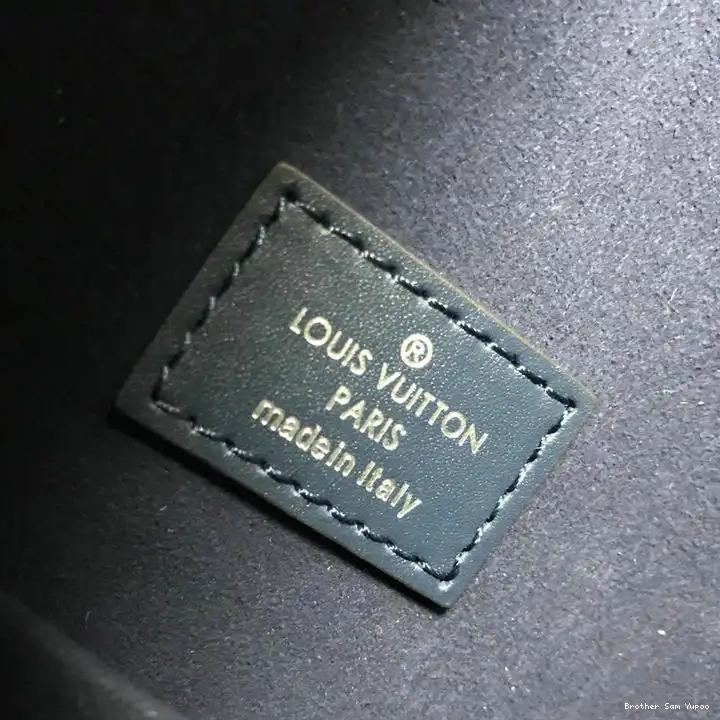 ®
LOUIS VUITTON
PARIS
made in Italy
Brother Sam Yupoo